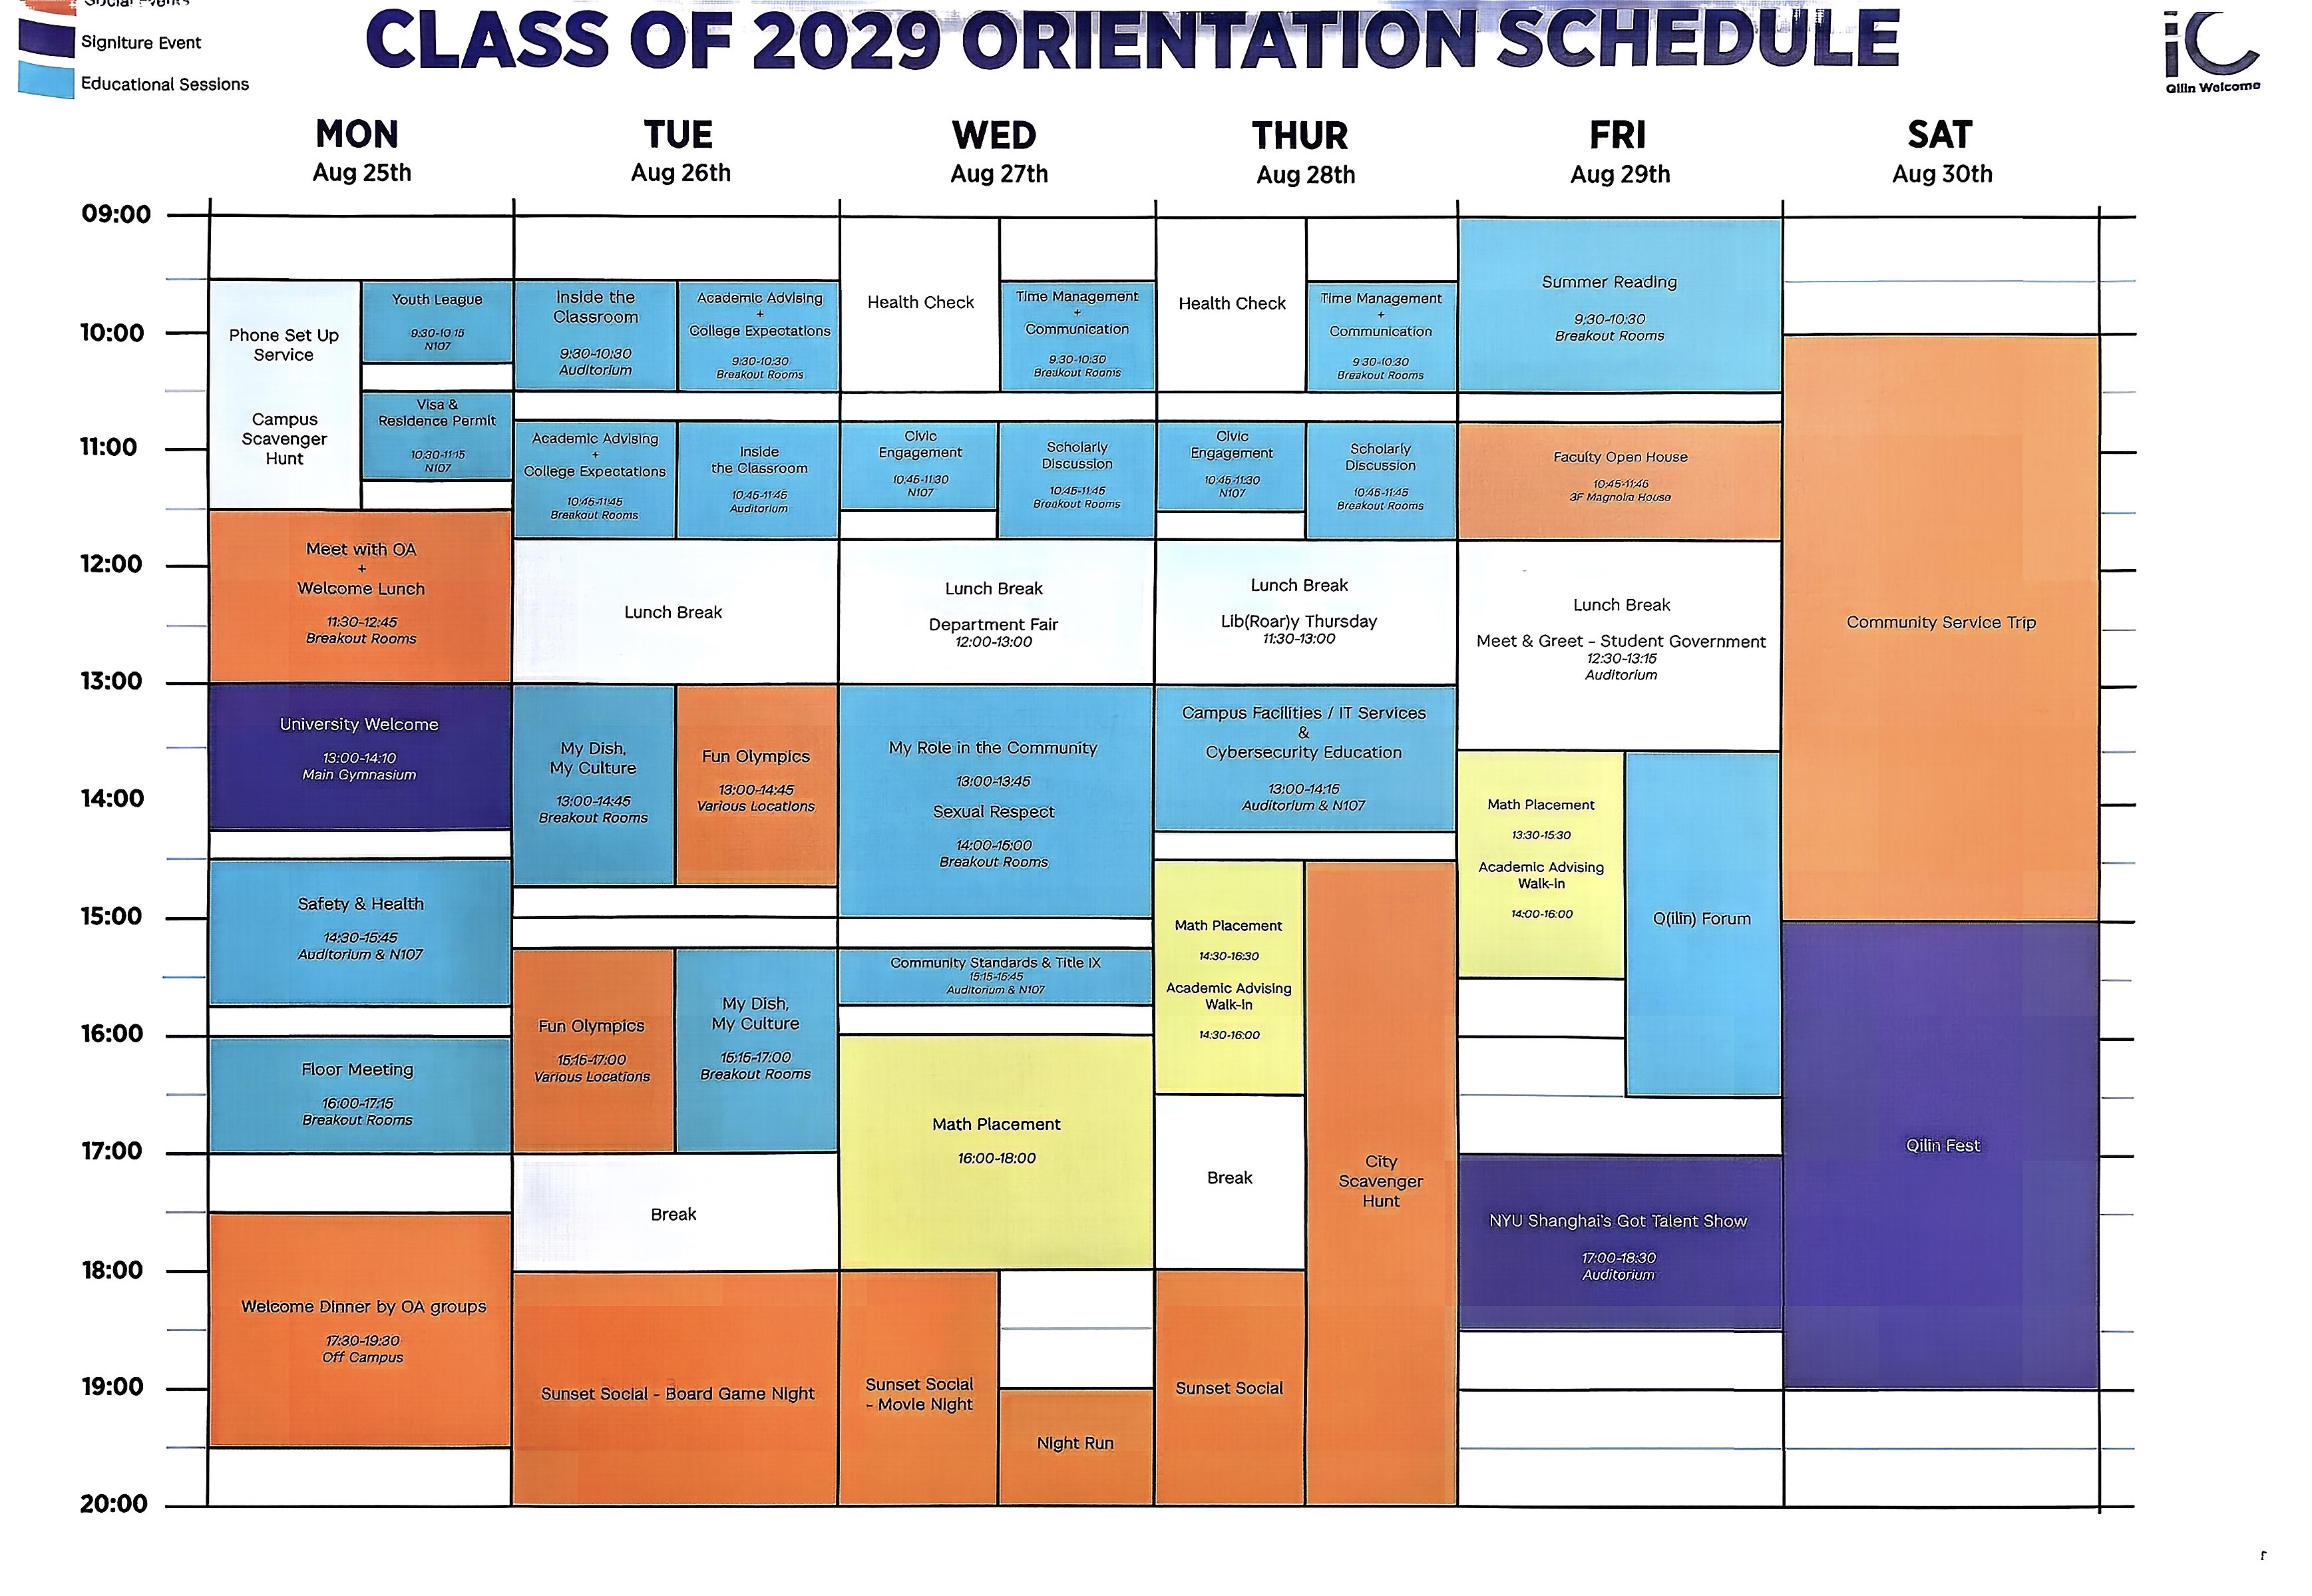 Social Events
Signiture Event
Educational Sessions
CLASS OF 2029 ORIENTATION SCHEDULE
iC
Qilin Welcome
MON
Aug 25th
TUE
Aug 26th
WED
Aug 27th
THUR
Aug 28th
FRI
Aug 29th
SAT
Aug 30th
09:00
10:00
11:00
12:00
13:00
14:00
15:00
16:00
17:00
18:00
19:00
20:00
Phone Set Up
Service
Campus
Scavenger
Hunt
Youth League
9:30-10:15
N107
Visa &
Residence Permit
10:30-11:15
N107
Meet with OA
+
Welcome Lunch
11:30-12:45
Breakout Rooms
University Welcome
13:00-14:10
Main Gymnasium
Safety & Health
14:30-15:45
Auditorium & N107
Floor Meeting
16:00-17:15
Breakout Rooms
Welcome Dinner by OA groups
17:30-19:30
Off Campus
Inside the
Classroom
9:30-10:30
Auditorium
Academic Advising
+
College Expectations
9:30-10:30
Breakout Rooms
Academic Advising
+
College Expectations
10:45-11:45
Breakout Rooms
Inside
the Classroom
10:45-11:45
Auditorium
Lunch Break
My Dish,
My Culture
13:00-14:45
Breakout Rooms
Fun Olympics
13:00-14:45
Various Locations
Fun Olympics
15:15-17:00
Various Locations
My Dish,
My Culture
15:15-17:00
Breakout Rooms
Break
Sunset Social - Board Game Night
Health Check
Time Management
+
Communication
9:30-10:30
Breakout Rooms
Civic
Engagement
10:45-11:30
N107
Scholarly
Discussion
10:45-11:45
Breakout Rooms
Lunch Break
Department Fair
12:00-13:00
My Role in the Community
13:00-13:45
Sexual Respect
14:00-15:00
Breakout Rooms
Community Standards & Title IX
15:15-15:45
Auditorium & N107
Math Placement
16:00-18:00
Sunset Social
- Movie Night
Night Run
Health Check
Time Management
+
Communication
9:30-10:30
Breakout Rooms
Civic
Engagement
10:45-11:30
N107
Scholarly
Discussion
10:45-11:45
Breakout Rooms
Lunch Break
Lib(Roar)y Thursday
11:30-13:00
Campus Facilities / IT Services
&
Cybersecurity Education
13:00-14:15
Auditorium & N107
Math Placement
14:30-16:30
Academic Advising
Walk-in
14:30-16:00
Break
Sunset Social
City
Scavenger
Hunt
Summer Reading
9:30-10:30
Breakout Rooms
Faculty Open House
10:45-11:45
3F Magnolia House
Lunch Break
Meet & Greet - Student Government
12:30-13:15
Auditorium
Math Placement
13:30-15:30
Academic Advising
Walk-in
14:00-16:00
Q(ilin) Forum
NYU Shanghai's Got Talent Show
17:00-18:30
Auditorium
Community Service Trip
Qilin Fest